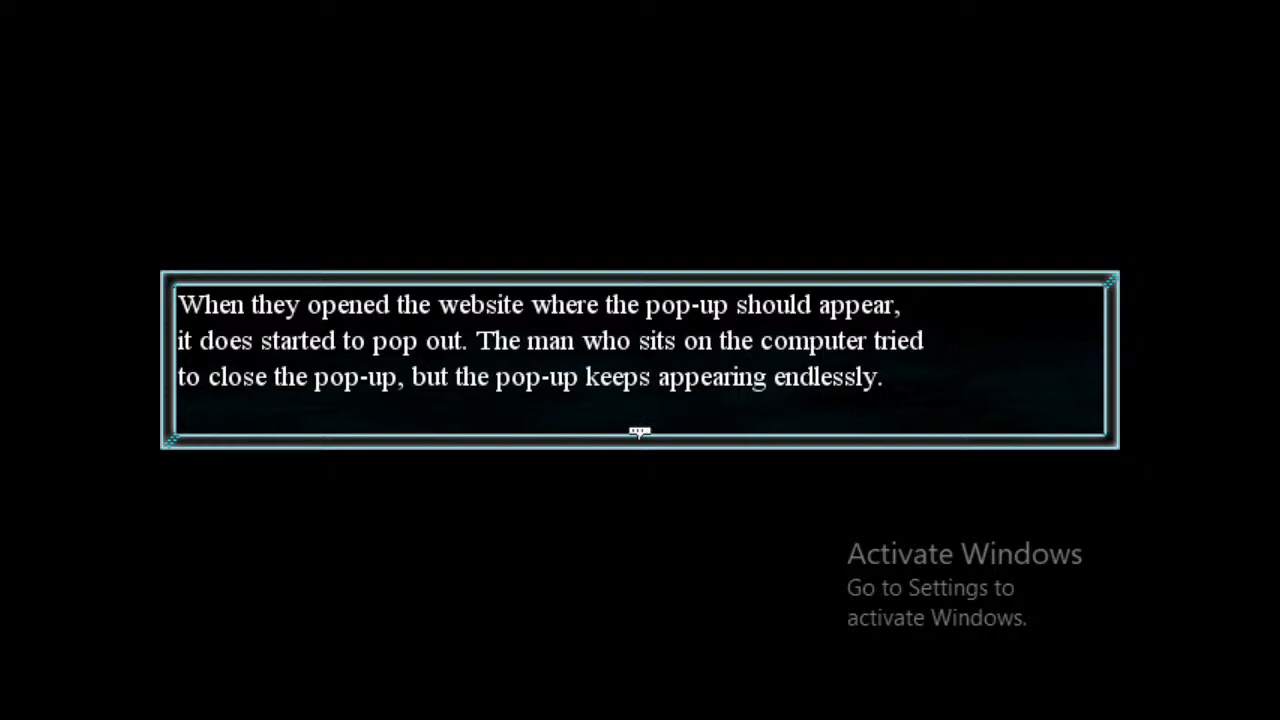 When they opened the website where the pop-up should appear,
it does started to pop out. The man who sits on the computer tried
to close the pop-up, but the pop-up keeps appearing endlessly.
Activate Windows
Go to Settings to
activate Windows.